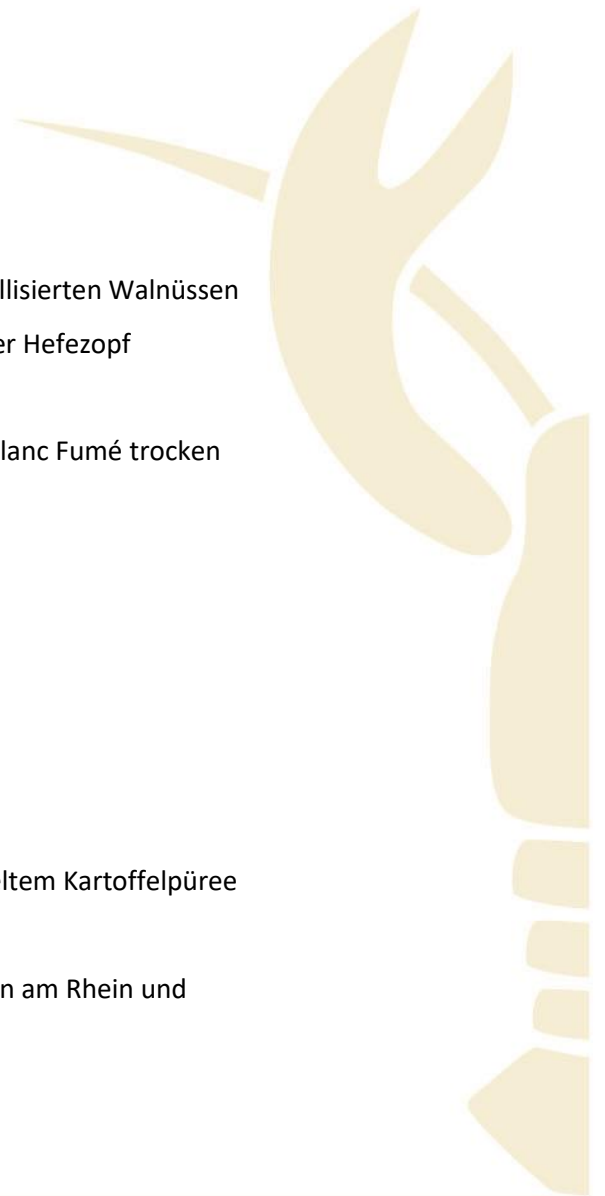 llisierten Walnüssen
er Hefezopf
lanc Fumé trocken
ltem Kartoffelpüree
n am Rhein und